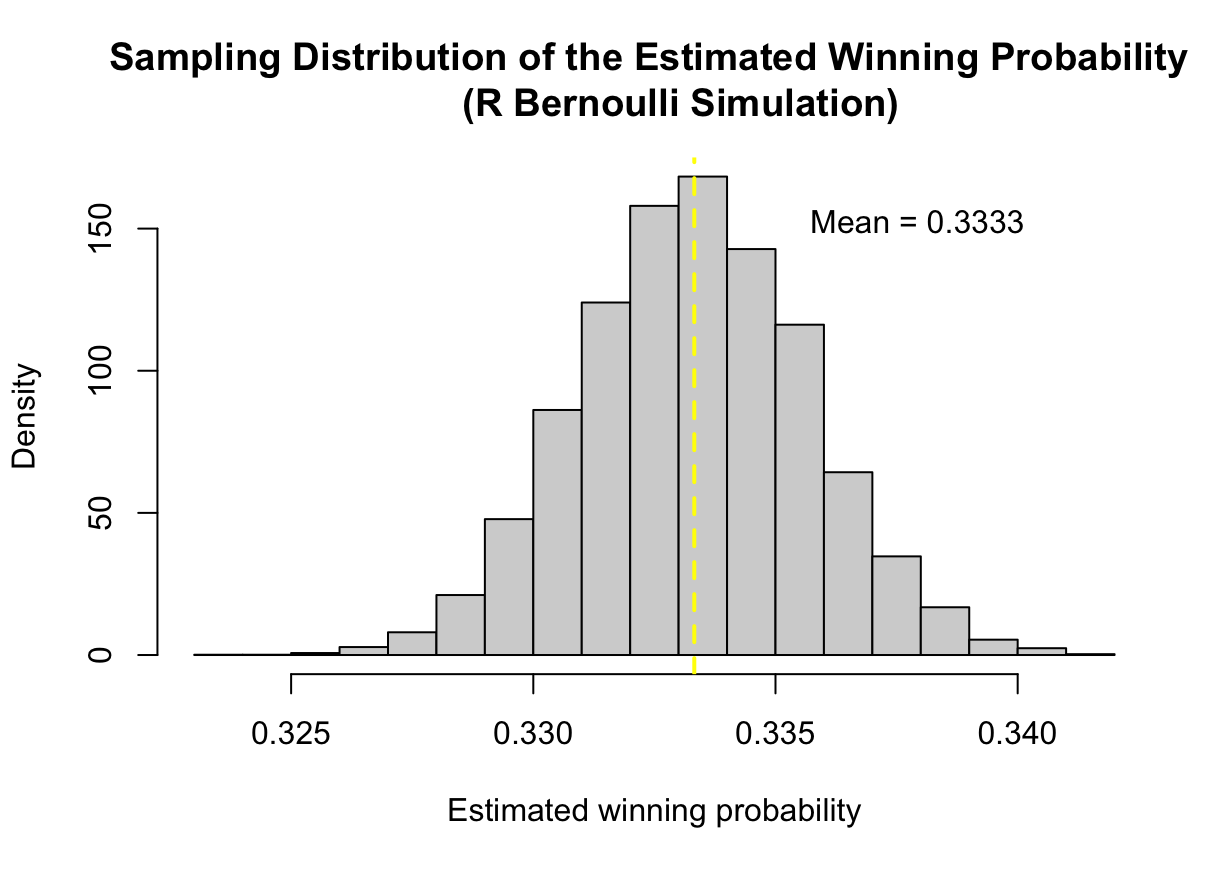 Sampling Distribution of the Estimated Winning Probability
(R Bernoulli Simulation)
Mean = 0.3333
150
100
50
0
Density
0.325 0.330 0.335 0.340
Estimated winning probability